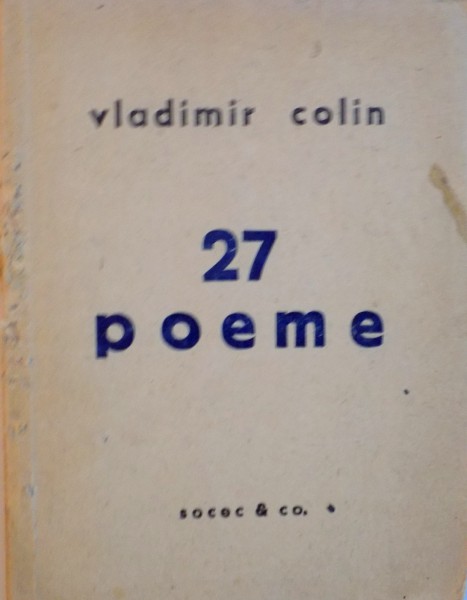 vladimir colin
27
poeme
socec & co.